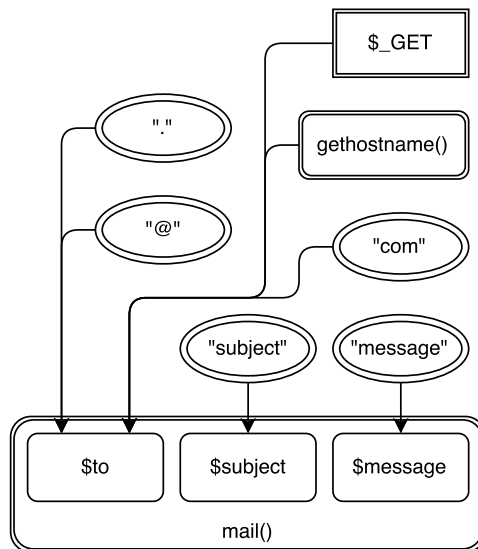 $_GET
"."
gethostname()
"@"
"com"
"subject"
"message"
$to
$subject
$message
mail()